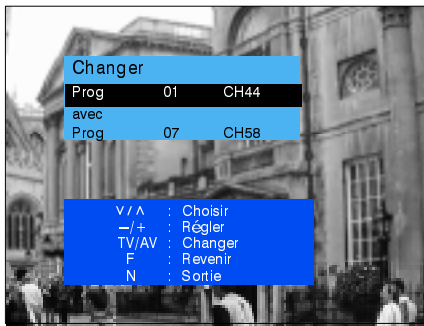 Changer
Prog 01 CH44
avec
Prog 07 CH58
∨/∧ : Choisir
−/+ : Régler
TV/AV : Changer
F : Revenir
N : Sortie